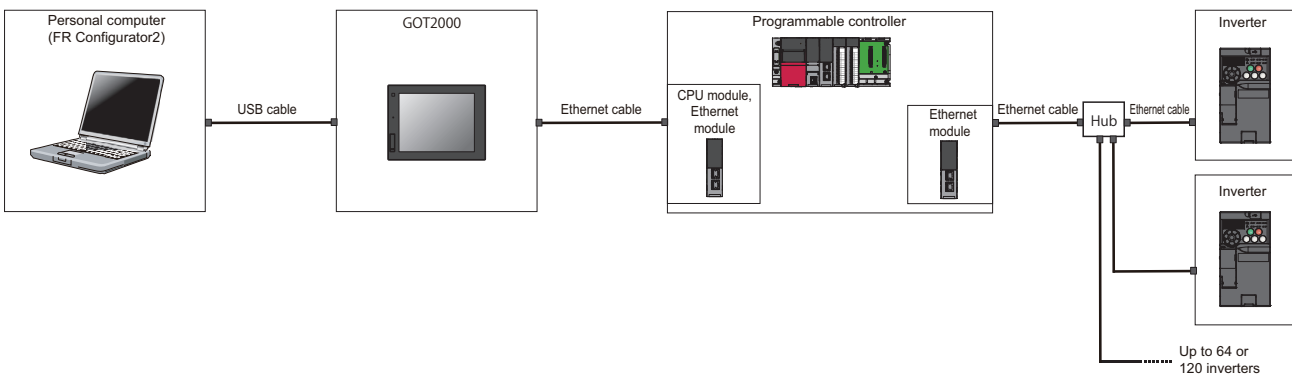 Personal computer
(FR Configurator2)
USB cable
GOT2000
Ethernet cable
Programmable controller
CPU module,
Ethernet
module
Ethernet
module
Ethernet cable
Hub
Ethernet cable
Inverter
Inverter
Up to 64 or
120 inverters